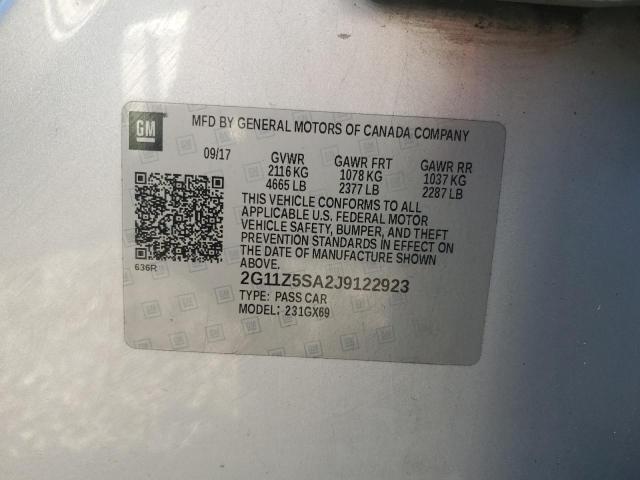 GM
MFD BY GENERAL MOTORS OF CANADA COMPANY
09/17 GVWR GAWR FRT GAWR RR
2116 KG 1078 KG 1037 KG
4665 LB 2377 LB 2287 LB
THIS VEHICLE CONFORMS TO ALL
APPLICABLE U.S. FEDERAL MOTOR
VEHICLE SAFETY, BUMPER, AND THEFT
PREVENTION STANDARDS IN EFFECT ON
THE DATE OF MANUFACTURE SHOWN
ABOVE.
636R
2G11Z5SA2J9122923
TYPE: PASS CAR
MODEL: 231GX69